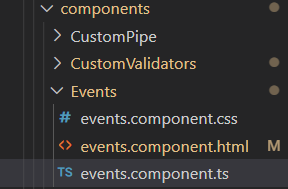 components
CustomPipe
CustomValidators
Events
# events.component.css
<> events.component.html M
TS events.component.ts